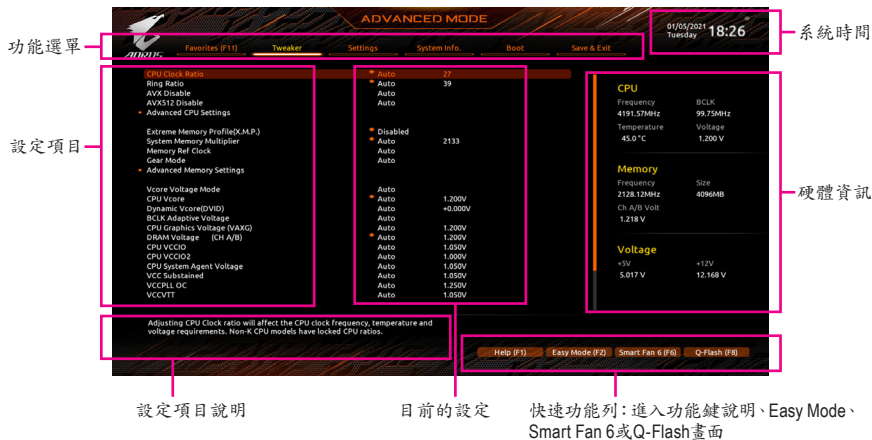 ADVANCED MODE
01/05/2021 Tuesday 18:26
系統時間
功能選單
AORUS
Favorites (F11) Tweaker Settings System Info. Boot Save & Exit
設定項目
CPU Clock Ratio Auto 27
Ring Ratio Auto 39
AVX Disable Auto
AVX512 Disable Auto
Advanced CPU Settings
Extreme Memory Profile(X.M.P.) Disabled
System Memory Multiplier Auto 2133
Memory Ref Clock Auto
Gear Mode Auto
Advanced Memory Settings
Vcore Voltage Mode Auto
CPU Vcore Auto 1.200V
Dynamic Vcore(DVID) Auto +0.000V
BCLK Adaptive Voltage Auto
CPU Graphics Voltage (VAXG) Auto 1.200V
DRAM Voltage (CH A/B) Auto 1.200V
CPU VCCIO Auto 1.050V
CPU VCCIO2 Auto 1.000V
CPU System Agent Voltage Auto 1.050V
VCC Substained Auto 1.050V
VCCPLL OC Auto 1.250V
VCCVTT Auto 1.050V
CPU
Frequency BCLK
4191.57MHz 99.75MHz
Temperature Voltage
45.0 °C 1.200 V
Memory
Frequency Size
2128.12MHz 4096MB
Ch A/B Volt
1.218 V
Voltage
+5V +12V
5.017 V 12.168 V
硬體資訊
Adjusting CPU Clock ratio will affect the CPU clock frequency, temperature and
voltage requirements. Non-K CPU models have locked CPU ratios.
Help (F1) Easy Mode (F2) Smart Fan 6 (F6) Q-Flash (F8)
設定項目說明
目前的設定
快速功能列：進入功能鍵說明、Easy Mode、
Smart Fan 6或Q-Flash畫面